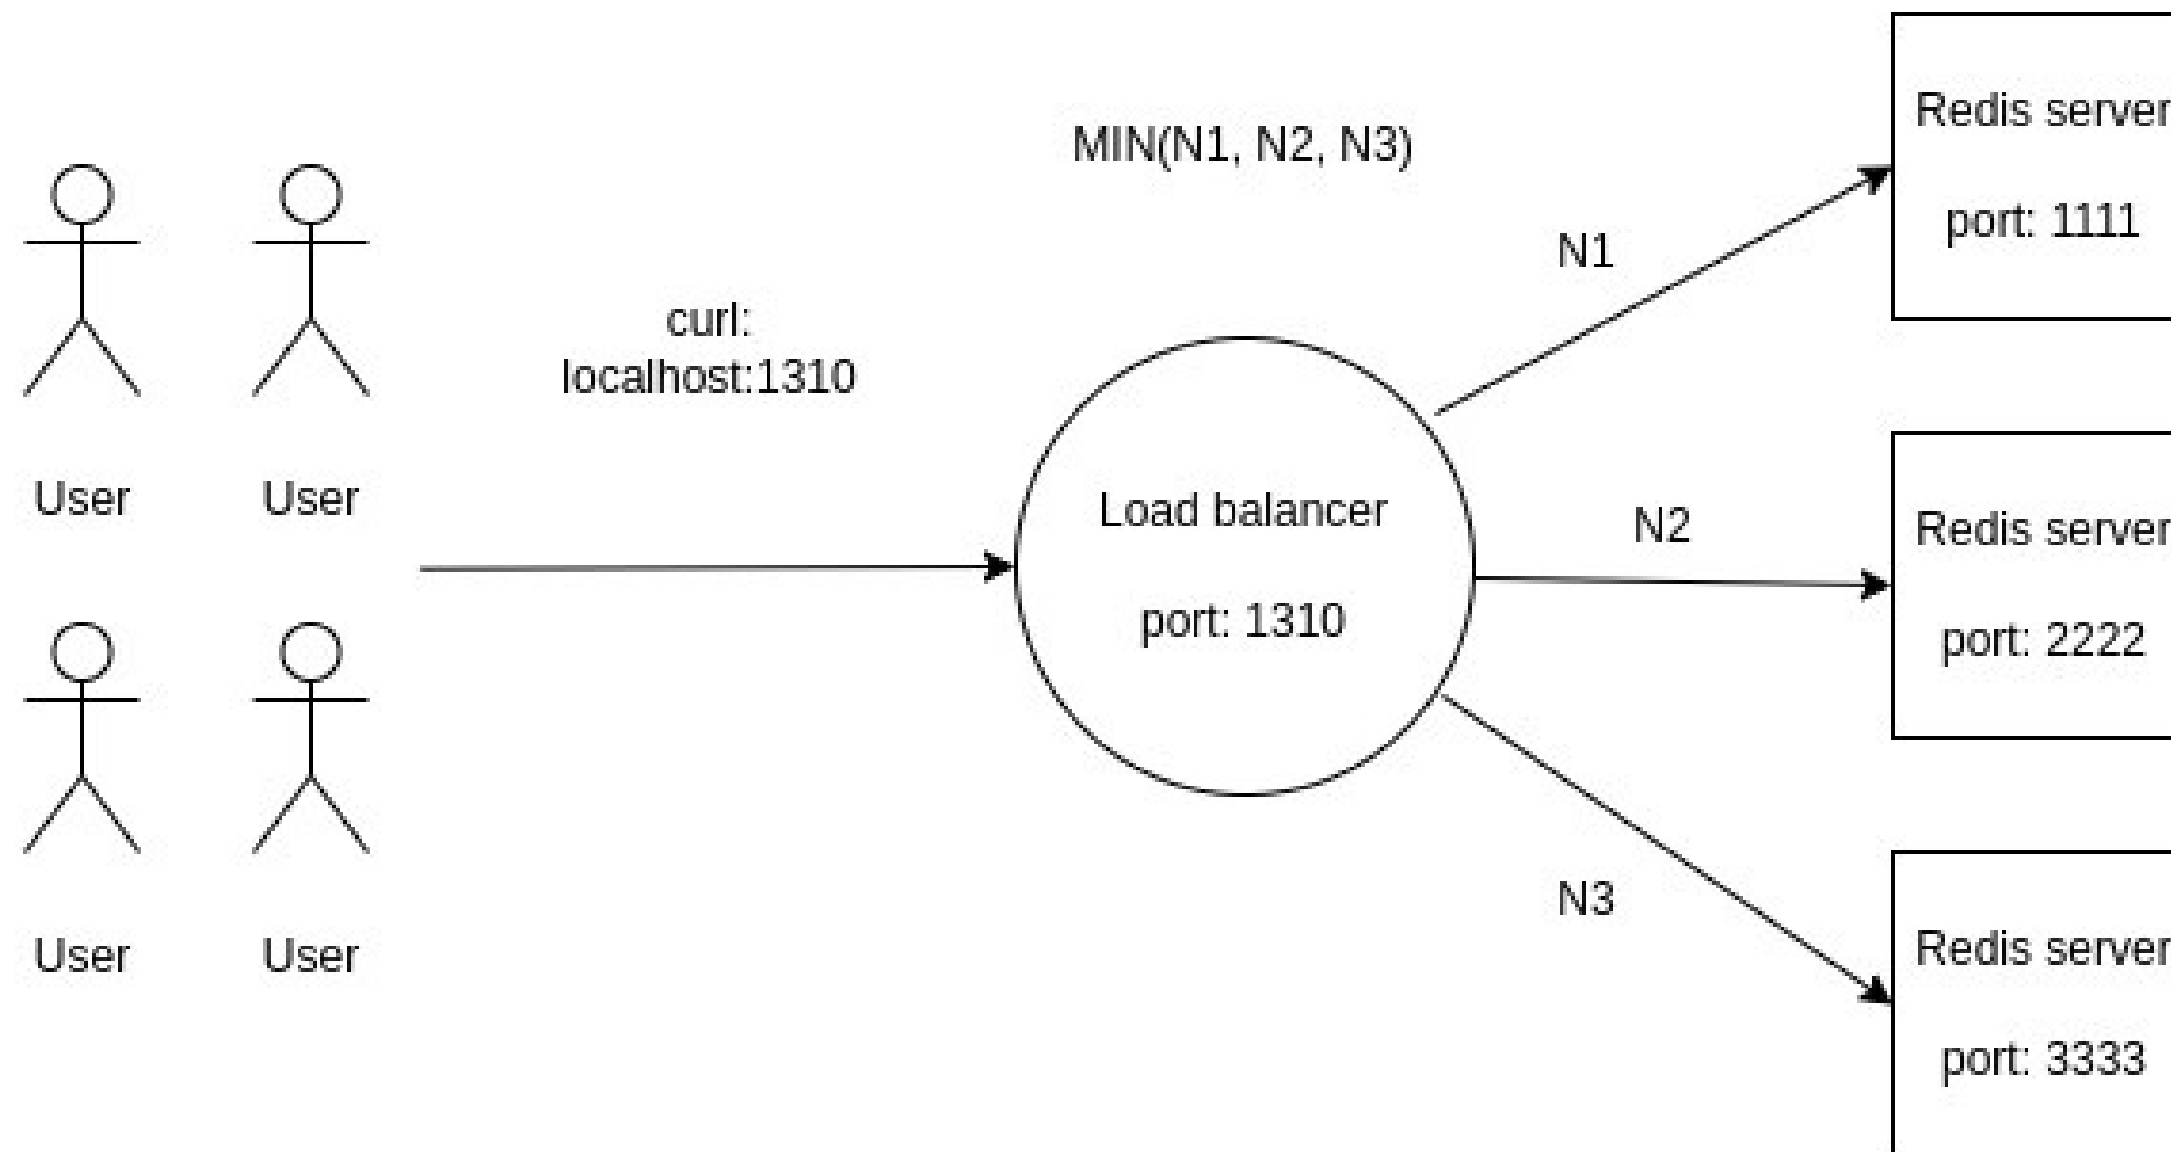 MIN(N1, N2, N3)
curl:
localhost:1310
User
User
User
User
Load balancer
port: 1310
N1
N2
N3
Redis server
port: 1111
Redis server
port: 2222
Redis server
port: 3333